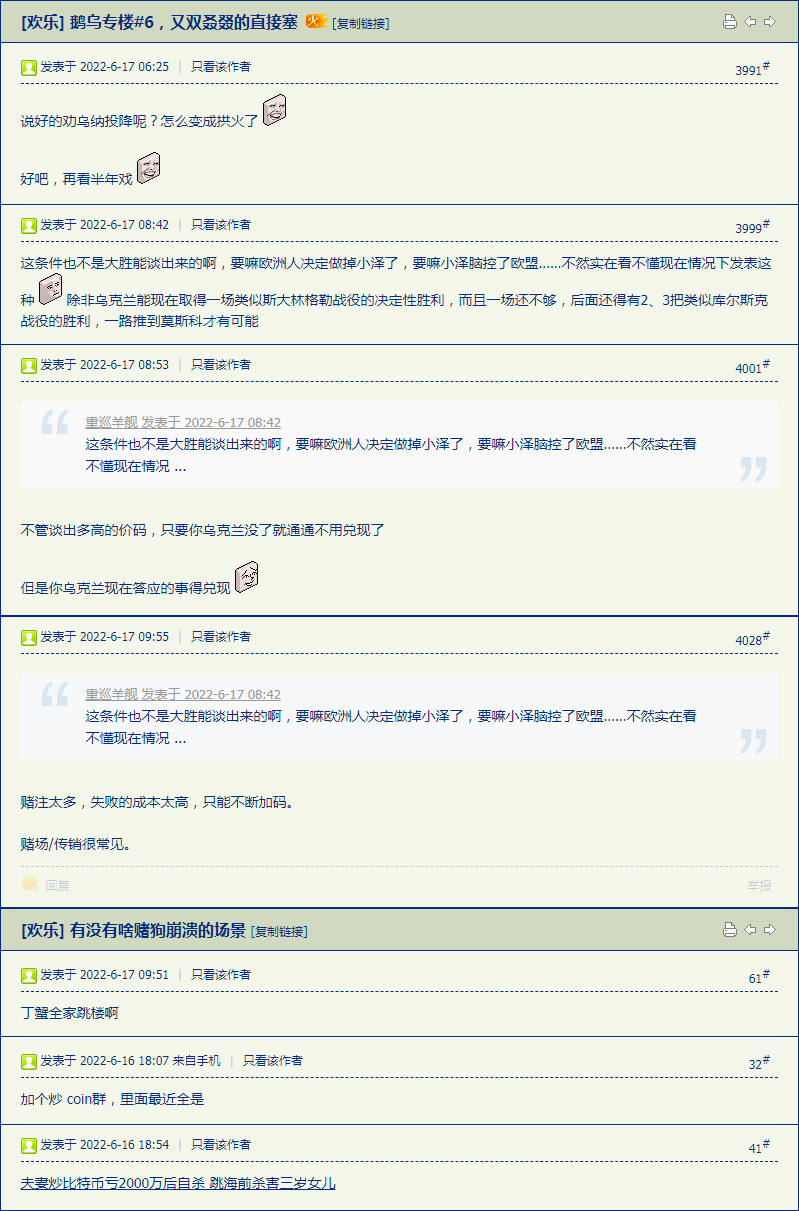 [欢乐] 鹅乌专楼#6，又双叒叕的直接塞 火 [复制链接]
发表于 2022-6-17 06:25 | 只看该作者 3991#
说好的劝乌纳投降呢？怎么变成拱火了
好吧，再看半年戏
发表于 2022-6-17 08:42 | 只看该作者 3999#
这条件也不是大胜能谈出来的啊，要嘛欧洲人决定做掉小泽了，要嘛小泽脑控了欧盟......不然实在看不懂现在情况下发表这
种 除非乌克兰能现在取得一场类似斯大林格勒战役的决定性胜利，而且一场还不够，后面还得有2、3把类似库尔斯克
战役的胜利，一路推到莫斯科才有可能
发表于 2022-6-17 08:53 | 只看该作者 4001#
重巡羊舰 发表于 2022-6-17 08:42
这条件也不是大胜能谈出来的啊，要嘛欧洲人决定做掉小泽了，要嘛小泽脑控了欧盟......不然实在看
不懂现在情况 ...
不管谈出多高的价码，只要你乌克兰没了就通通不用兑现了
但是你乌克兰现在答应的事得兑现
发表于 2022-6-17 09:55 | 只看该作者 4028#
重巡羊舰 发表于 2022-6-17 08:42
这条件也不是大胜能谈出来的啊，要嘛欧洲人决定做掉小泽了，要嘛小泽脑控了欧盟......不然实在看
不懂现在情况 ...
赌注太多，失败的成本太高，只能不断加码。
赌场/传销很常见。
回复 举报
[欢乐] 有没有啥赌狗崩溃的场景 [复制链接]
发表于 2022-6-17 09:51 | 只看该作者 61#
丁蟹全家跳楼啊
发表于 2022-6-16 18:07 来自手机 | 只看该作者 32#
加个炒 coin群，里面最近全是
发表于 2022-6-16 18:54 | 只看该作者 41#
夫妻炒比特币亏2000万后自杀 跳海前杀害三岁女儿